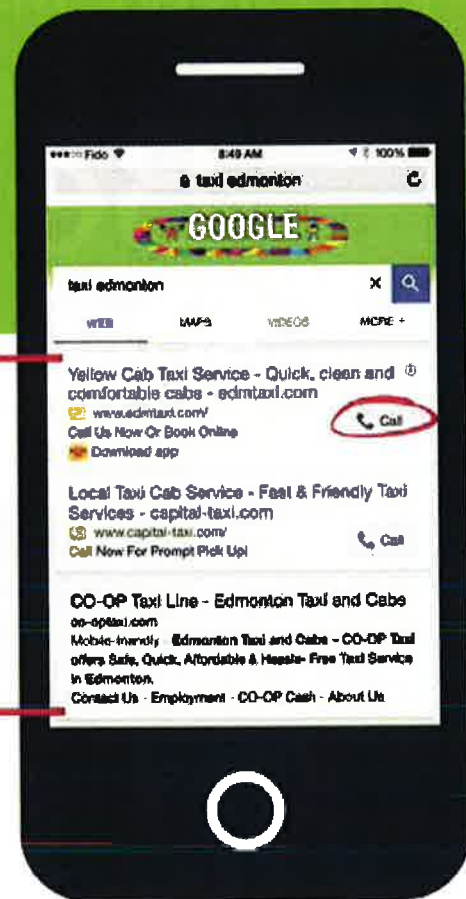 Fido 8:49 AM 100%
taxi edmonton
GOOGLE
taxi edmonton
WEB MAPS VIDEOS MORE +
Yellow Cab Taxi Service - Quick, clean and
comfortable cabs - edmtaxi.com
www.edmtaxi.com/
Call
Call Us Now Or Book Online
Download app
Local Taxi Cab Service - Fast & Friendly Taxi
Services - capital-taxi.com
www.capital-taxi.com/
Call
Call Now For Prompt Pick Up!
CO-OP Taxi Line - Edmonton Taxi and Cabs
co-optaxi.com
Mobile-friendly - Edmonton Taxi and Cabs - CO-OP Taxi
offers Safe, Quick, Affordable & Hassle- Free Taxi Service
in Edmonton.
Contact Us - Employment - CO-OP Cash - About Us